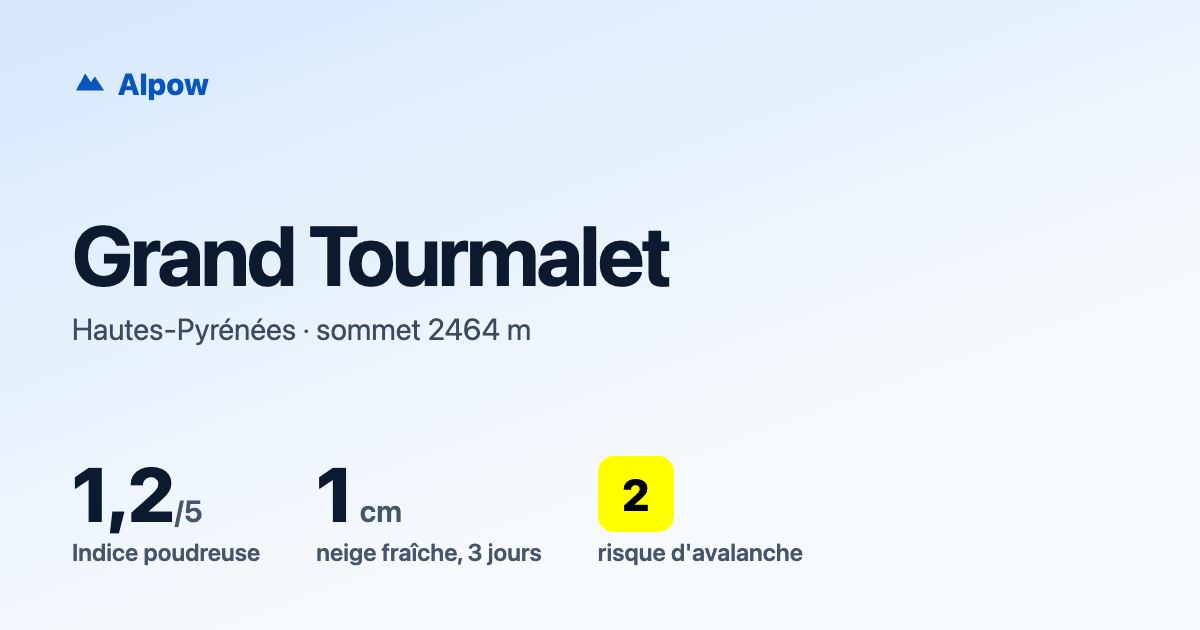 Alpow
Grand Tourmalet
Hautes-Pyrénées · sommet 2464 m
1,2/5
Indice poudreuse
1 cm
neige fraîche, 3 jours
2
risque d'avalanche